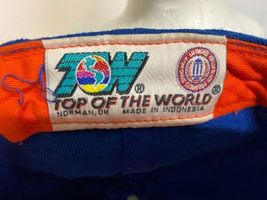 TOW®
®
TOP OF THE WORLD®
NORMAN, OK MADE IN INDONESIA